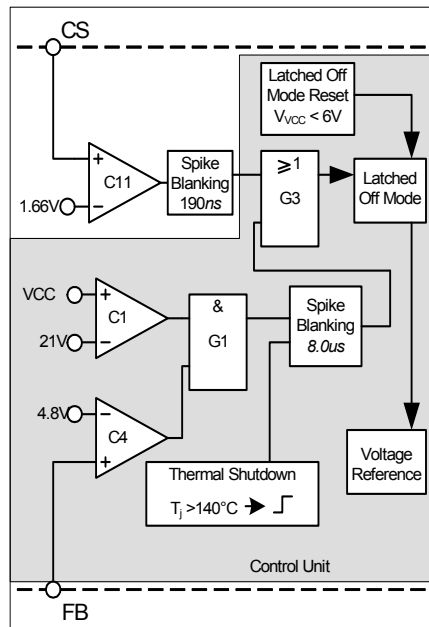 CS
Latched Off
Mode Reset
V_VCC < 6V
+
C11
−
1.66V
Spike
Blanking
190ns
≥1
G3
Latched
Off Mode
VCC
+
C1
−
21V
&
G1
Spike
Blanking
8.0us
4.8V
−
C4
+
Thermal Shutdown
T_j >140°C
Voltage
Reference
Control Unit
FB